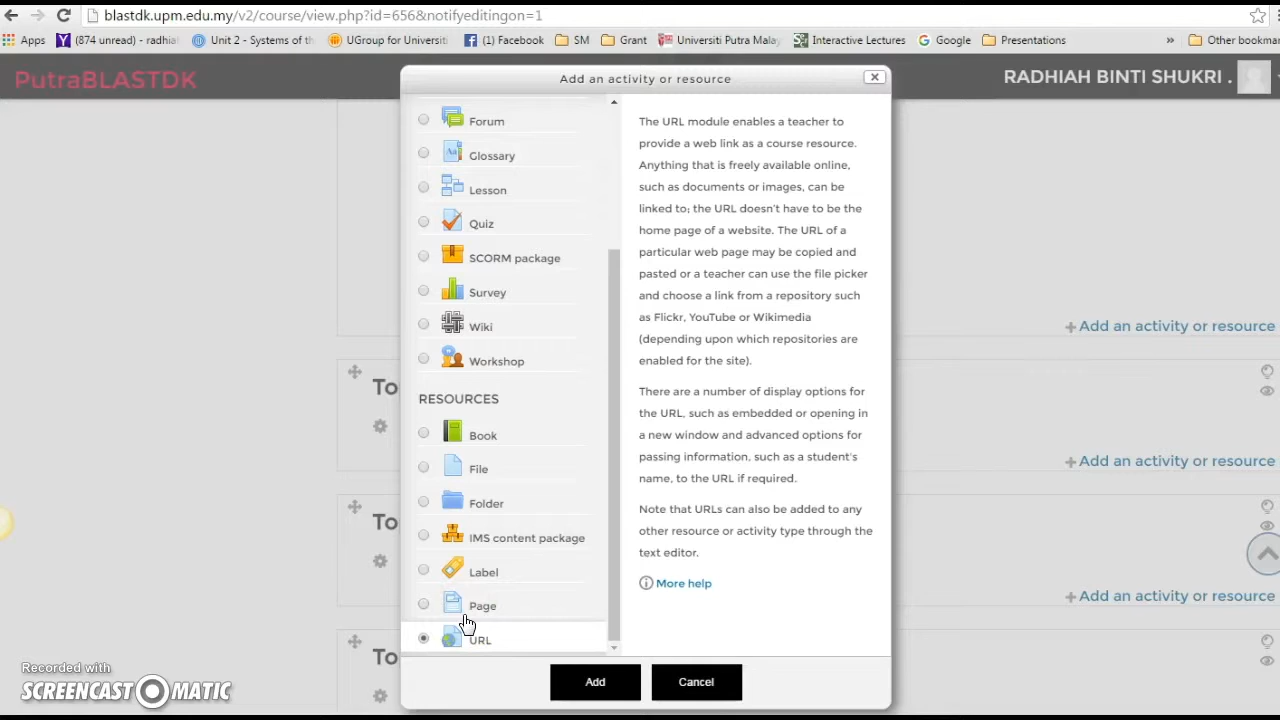 blastdk.upm.edu.my/v2/course/view.php?id=656&notifyeditingon=1
Apps (874 unread) - radhia Unit 2 - Systems of th UGroup for Universiti (1) Facebook SM Grant Universiti Putra Malay Interactive Lectures Google Presentations » Other bookmar
PutraBLASTDK
RADHIAH BINTI SHUKRI .
Add an activity or resource
Forum
Glossary
Lesson
Quiz
SCORM package
Survey
Wiki
Workshop
RESOURCES
Book
File
Folder
IMS content package
Label
Page
URL
The URL module enables a teacher to
provide a web link as a course resource.
Anything that is freely available online,
such as documents or images, can be
linked to; the URL doesn't have to be the
home page of a website. The URL of a
particular web page may be copied and
pasted or a teacher can use the file picker
and choose a link from a repository such
as Flickr, YouTube or Wikimedia
(depending upon which repositories are
enabled for the site).
There are a number of display options for
the URL, such as embedded or opening in
a new window and advanced options for
passing information, such as a student's
name, to the URL if required.
Note that URLs can also be added to any
other resource or activity type through the
text editor.
More help
Add
Cancel
Add an activity or resource
To
Add an activity or resource
To
Add an activity or resource
To
Recorded with
SCREENCAST MATIC